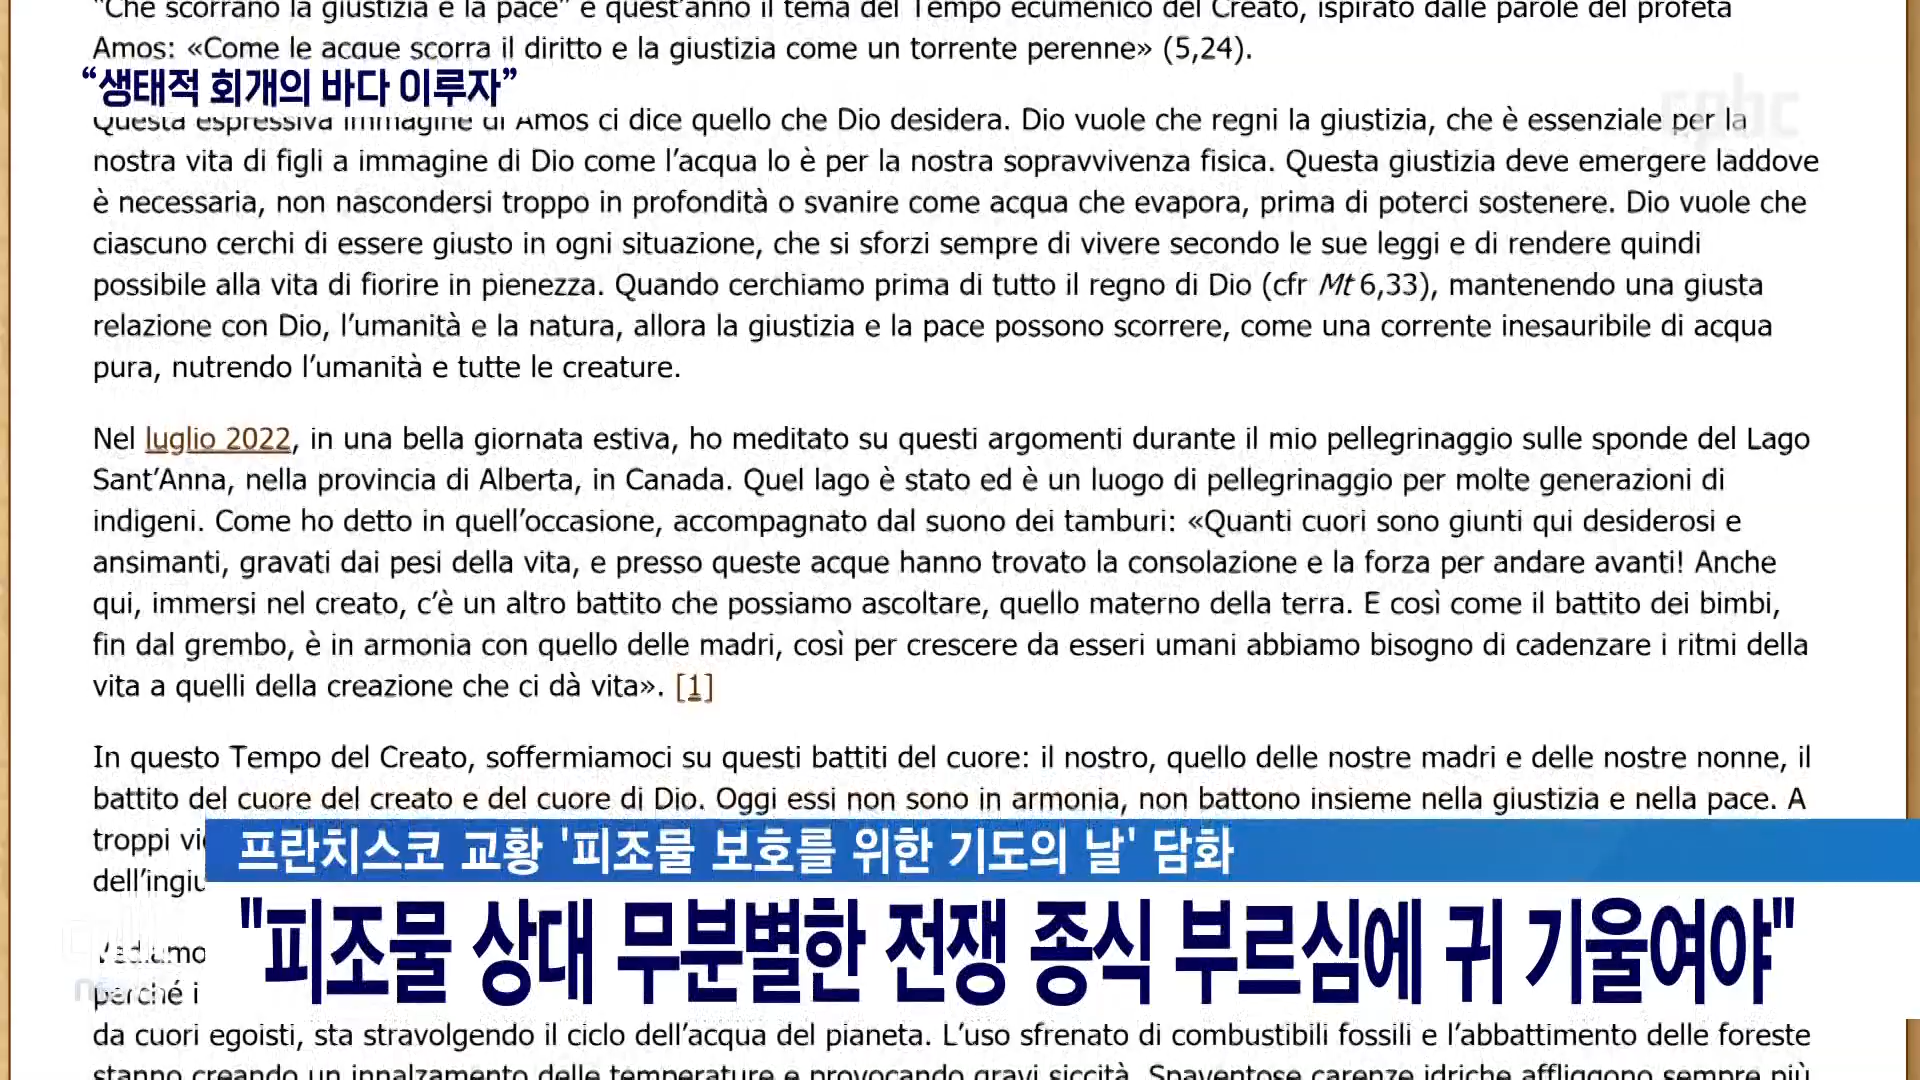 “Che scorrano la giustizia e la pace” è quest’anno il tema del Tempo ecumenico del Creato, ispirato dalle parole del profeta
Amos: «Come le acque scorra il diritto e la giustizia come un torrente perenne» (5,24).
“생태적 회개의 바다 이루자”
cpbc
Questa espressiva immagine di Amos ci dice quello che Dio desidera. Dio vuole che regni la giustizia, che è essenziale per la
nostra vita di figli a immagine di Dio come l’acqua lo è per la nostra sopravvivenza fisica. Questa giustizia deve emergere laddove
è necessaria, non nascondersi troppo in profondità o svanire come acqua che evapora, prima di poterci sostenere. Dio vuole che
ciascuno cerchi di essere giusto in ogni situazione, che si sforzi sempre di vivere secondo le sue leggi e di rendere quindi
possibile alla vita di fiorire in pienezza. Quando cerchiamo prima di tutto il regno di Dio (cfr Mt 6,33), mantenendo una giusta
relazione con Dio, l’umanità e la natura, allora la giustizia e la pace possono scorrere, come una corrente inesauribile di acqua
pura, nutrendo l’umanità e tutte le creature.
Nel luglio 2022, in una bella giornata estiva, ho meditato su questi argomenti durante il mio pellegrinaggio sulle sponde del Lago
Sant’Anna, nella provincia di Alberta, in Canada. Quel lago è stato ed è un luogo di pellegrinaggio per molte generazioni di
indigeni. Come ho detto in quell’occasione, accompagnato dal suono dei tamburi: «Quanti cuori sono giunti qui desiderosi e
ansimanti, gravati dai pesi della vita, e presso queste acque hanno trovato la consolazione e la forza per andare avanti! Anche
qui, immersi nel creato, c’è un altro battito che possiamo ascoltare, quello materno della terra. E così come il battito dei bimbi,
fin dal grembo, è in armonia con quello delle madri, così per crescere da esseri umani abbiamo bisogno di cadenzare i ritmi della
vita a quelli della creazione che ci dà vita». [1]
In questo Tempo del Creato, soffermiamoci su questi battiti del cuore: il nostro, quello delle nostre madri e delle nostre nonne, il
battito del cuore del creato e del cuore di Dio. Oggi essi non sono in armonia, non battono insieme nella giustizia e nella pace. A
troppi
프란치스코 교황 '피조물 보호를 위한 기도의 날' 담화
"피조물 상대 무분별한 전쟁 종식 부르심에 귀 기울여야"
perché i
da cuori egoisti, sta stravolgendo il ciclo dell’acqua del pianeta. L’uso sfrenato di combustibili fossili e l’abbattimento delle foreste
stanno creando un innalzamento delle temperature e provocando gravi siccità. Spaventose carenze idriche affliggono sempre più